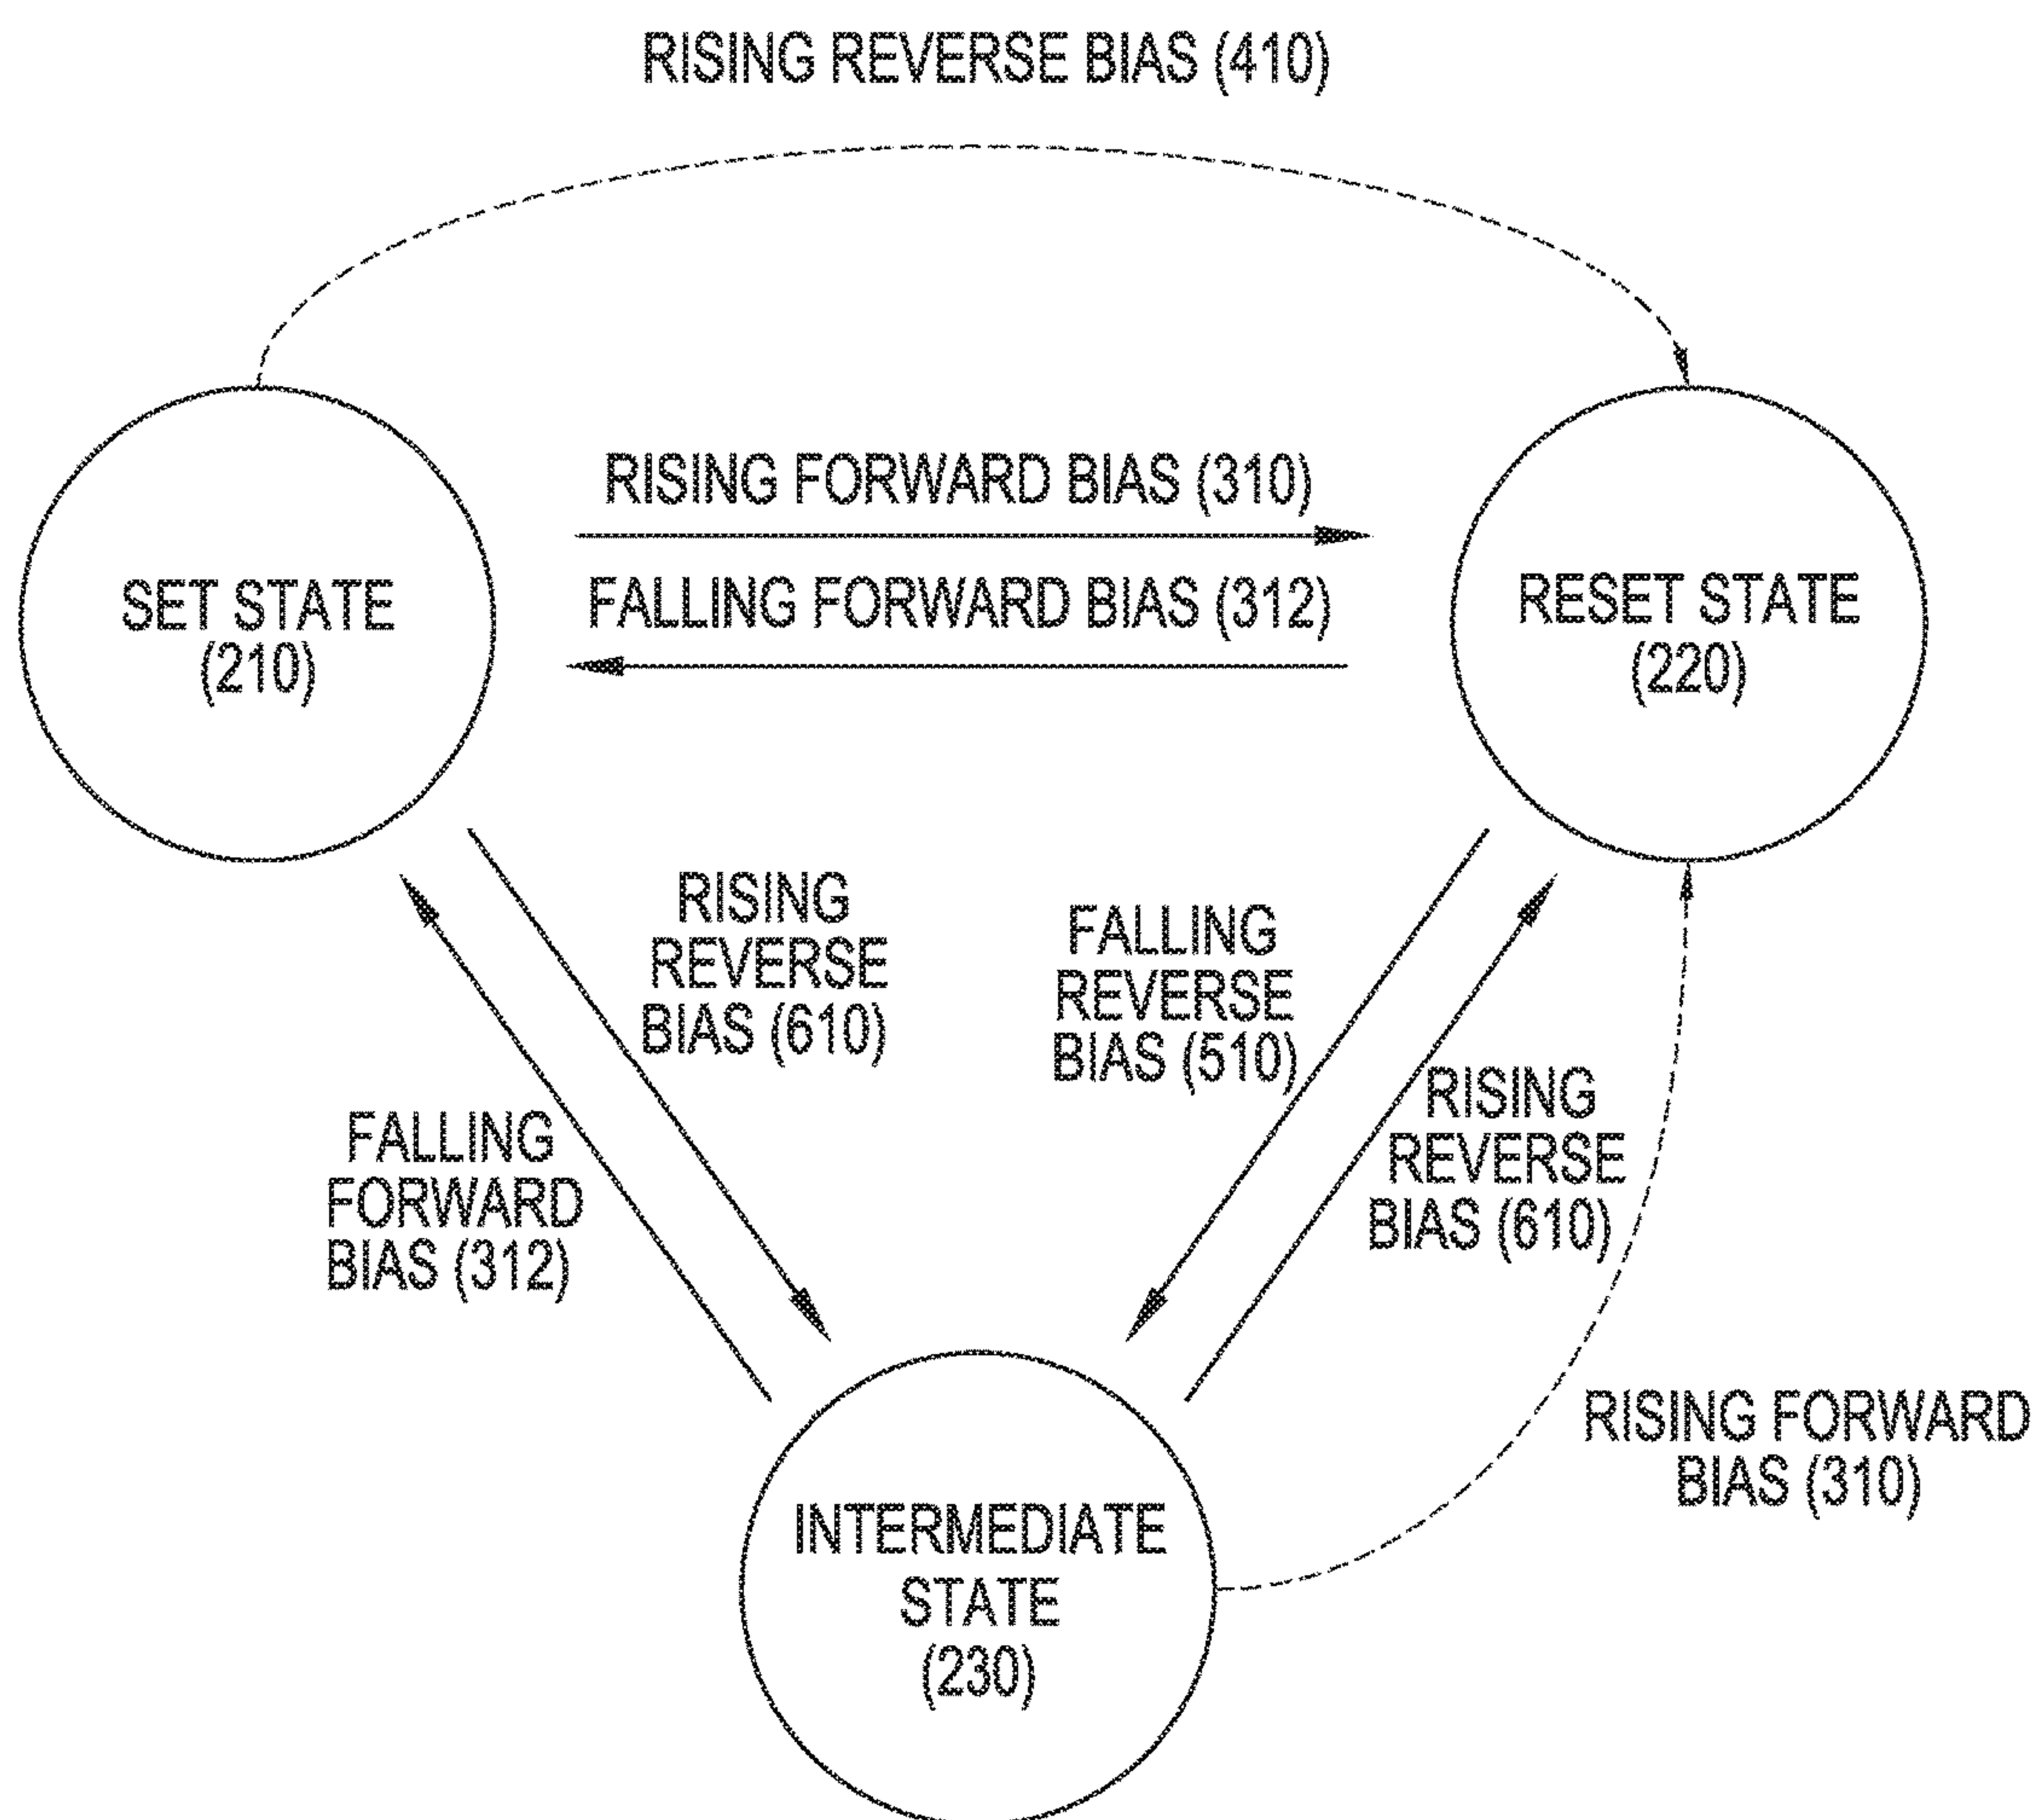 RISING REVERSE BIAS (410)
RISING FORWARD BIAS (310)
FALLING FORWARD BIAS (312)
SET STATE
(210)
RESET STATE
(220)
RISING
REVERSE
BIAS (610)
FALLING
REVERSE
BIAS (510)
FALLING
FORWARD
BIAS (312)
RISING
REVERSE
BIAS (610)
RISING FORWARD
BIAS (310)
INTERMEDIATE
STATE
(230)